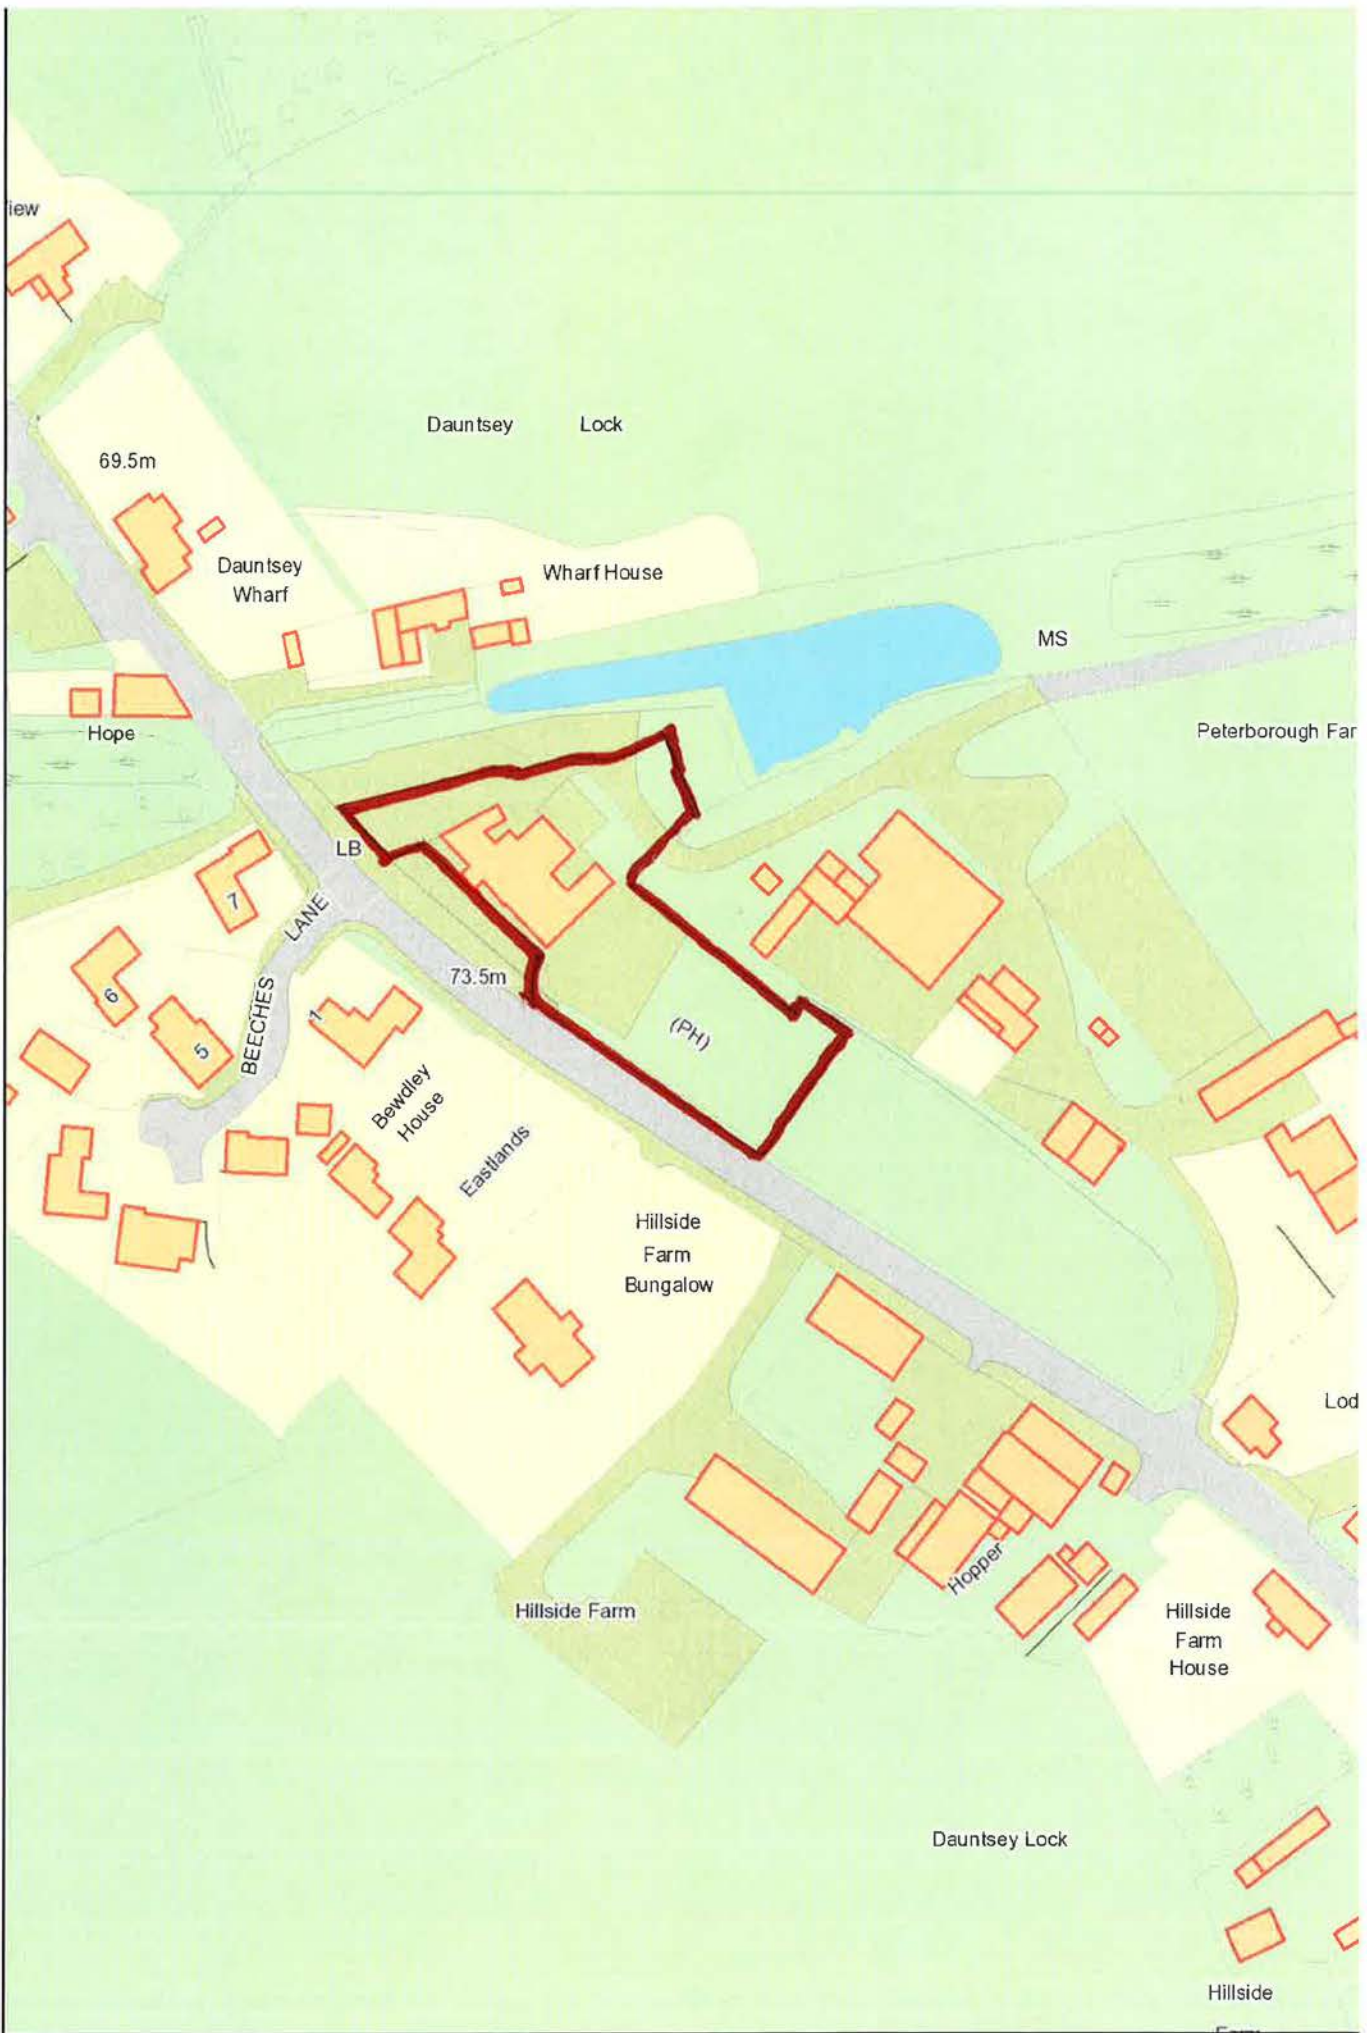 iew
Dauntsey Lock
69.5m
Dauntsey
Wharf
Wharf House
MS
Hope
Peterborough Far
LB
7
LANE
BEECHES
6
5
1
73.5m
(PH)
Bewdley
House
Eastlands
Hillside
Farm
Bungalow
Lod
Hopper
Hillside Farm
Hillside
Farm
House
Dauntsey Lock
Hillside